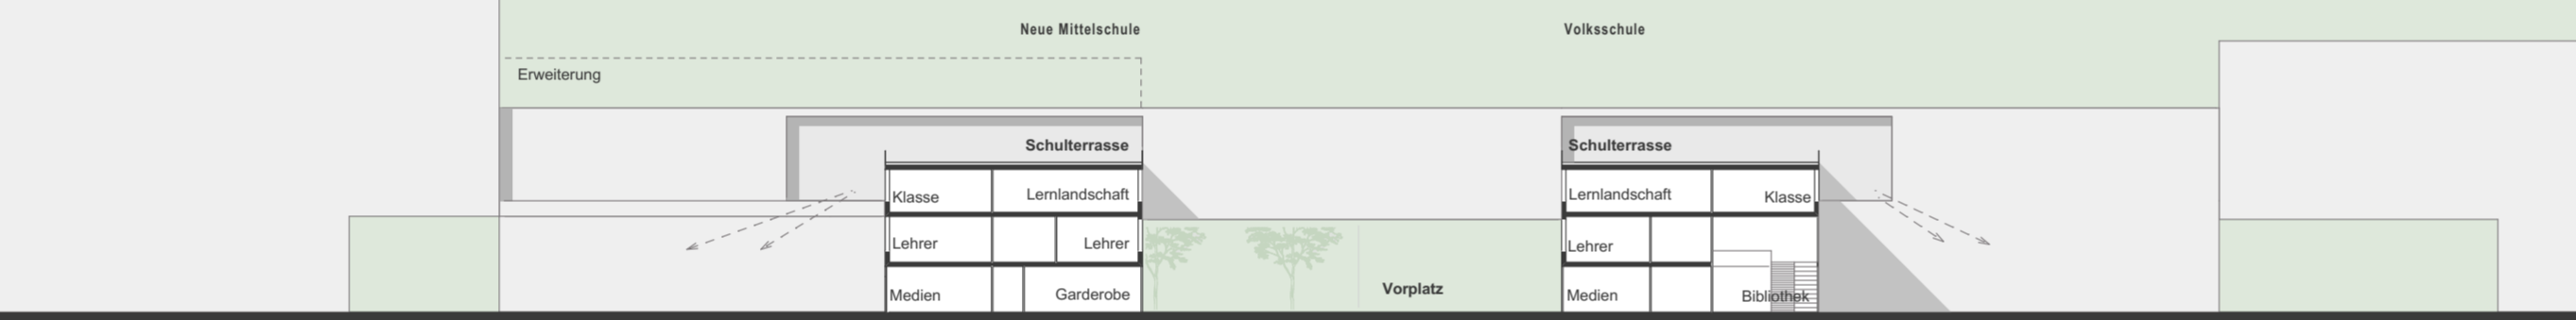 Neue Mittelschule
Volksschule
Erweiterung
Schulterrasse
Schulterrasse
Klasse
Lernlandschaft
Lernlandschaft
Klasse
Lehrer
Lehrer
Lehrer
Medien
Garderobe
Vorplatz
Medien
Bibliothek